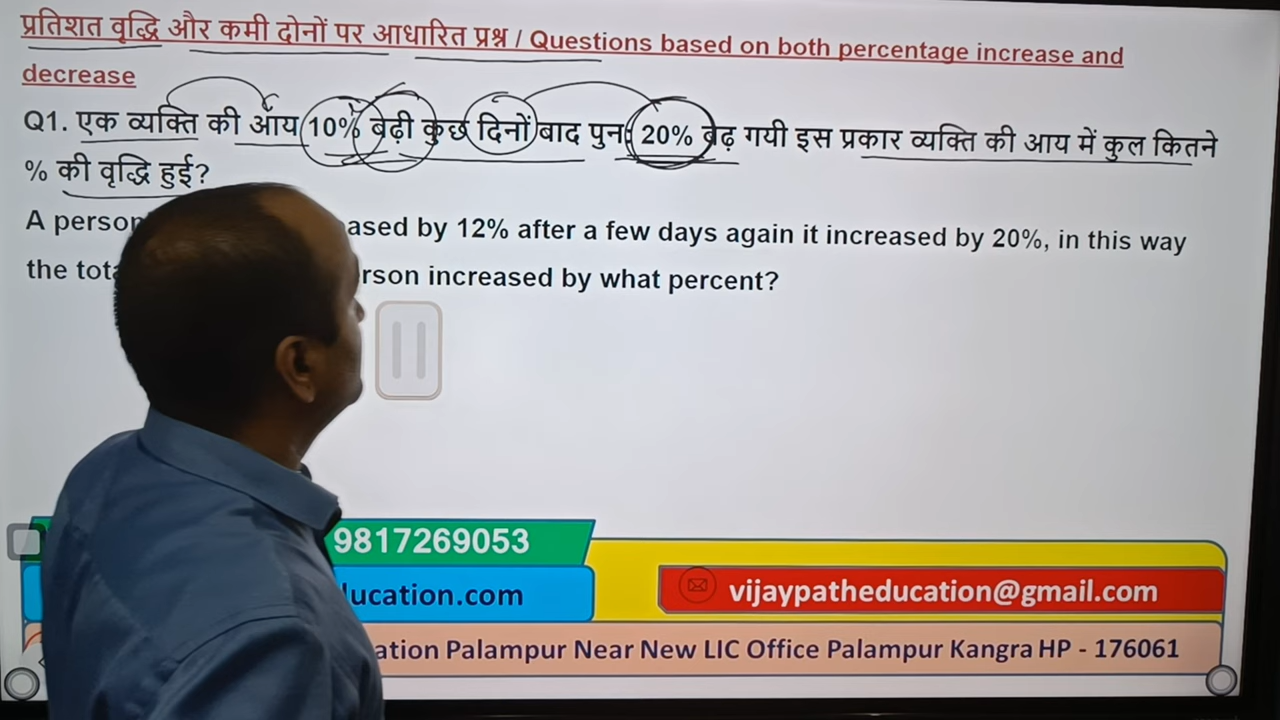 प्रतिशत वृद्धि और कमी दोनों पर आधारित प्रश्न / Questions based on both percentage increase and
decrease
Q1. एक व्यक्ति की आय 10% बढ़ी कुछ दिनों बाद पुनः 20% बढ़ गयी इस प्रकार व्यक्ति की आय में कुल कितने
% की वृद्धि हुई?
A person ased by 12% after a few days again it increased by 20%, in this way
the tota rson increased by what percent?
9817269053
ucation.com
vijaypatheducation@gmail.com
ation Palampur Near New LIC Office Palampur Kangra HP - 176061